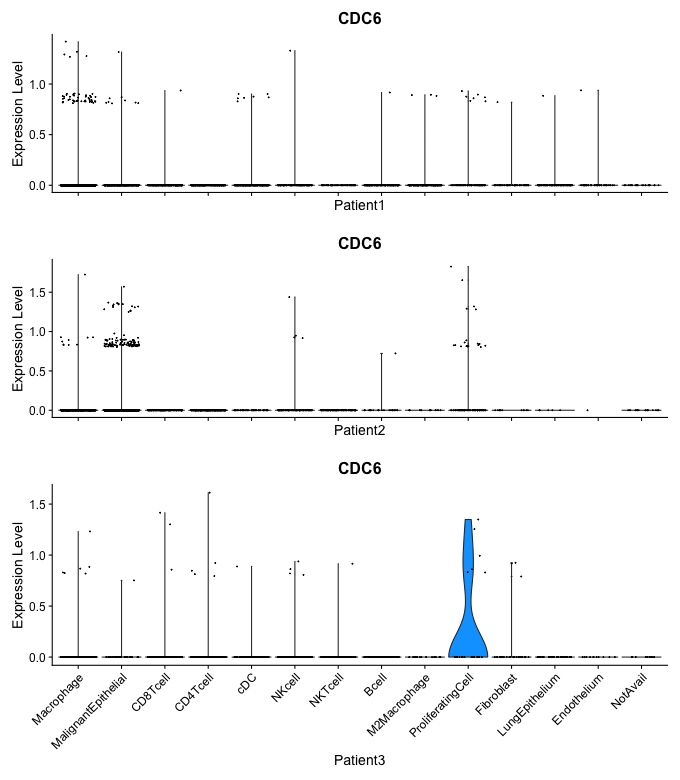 CDC6
Expression Level
1.0
0.5
0.0
Patient1
CDC6
Expression Level
1.5
1.0
0.5
0.0
Patient2
CDC6
Expression Level
1.5
1.0
0.5
0.0
Macrophage
MalignantEpithelial
CD8Tcell
CD4Tcell
cDC
NKcell
NKTcell
Bcell
M2Macrophage
ProliferatingCell
Fibroblast
LungEpithelium
Endothelium
NotAvail
Patient3